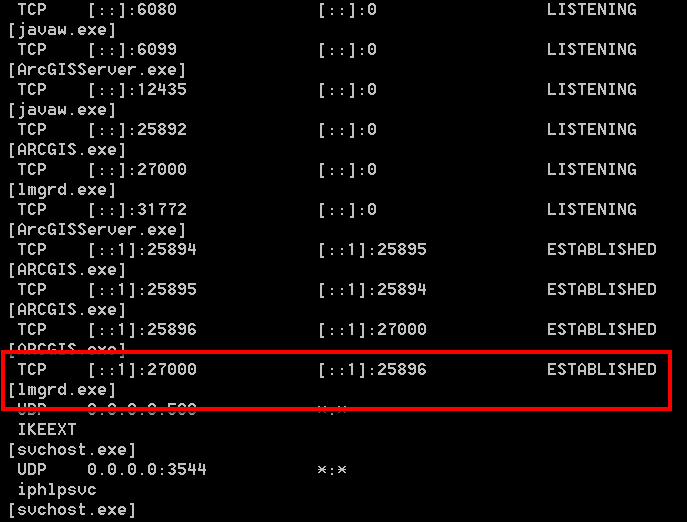 TCP [::]:6080 [::]:0 LISTENING
[javaw.exe]
TCP [::]:6099 [::]:0 LISTENING
[ArcGISServer.exe]
TCP [::]:12435 [::]:0 LISTENING
[javaw.exe]
TCP [::]:25892 [::]:0 LISTENING
[ARCGIS.exe]
TCP [::]:27000 [::]:0 LISTENING
[lmgrd.exe]
TCP [::]:31772 [::]:0 LISTENING
[ArcGISServer.exe]
TCP [::1]:25894 [::1]:25895 ESTABLISHED
[ARCGIS.exe]
TCP [::1]:25895 [::1]:25894 ESTABLISHED
[ARCGIS.exe]
TCP [::1]:25896 [::1]:27000 ESTABLISHED
[ARCGIS.exe]
TCP [::1]:27000 [::1]:25896 ESTABLISHED
[lmgrd.exe]
UDP 0.0.0.0:500 *:*
IKEEXT
[svchost.exe]
UDP 0.0.0.0:3544 *:*
iphlpsvc
[svchost.exe]